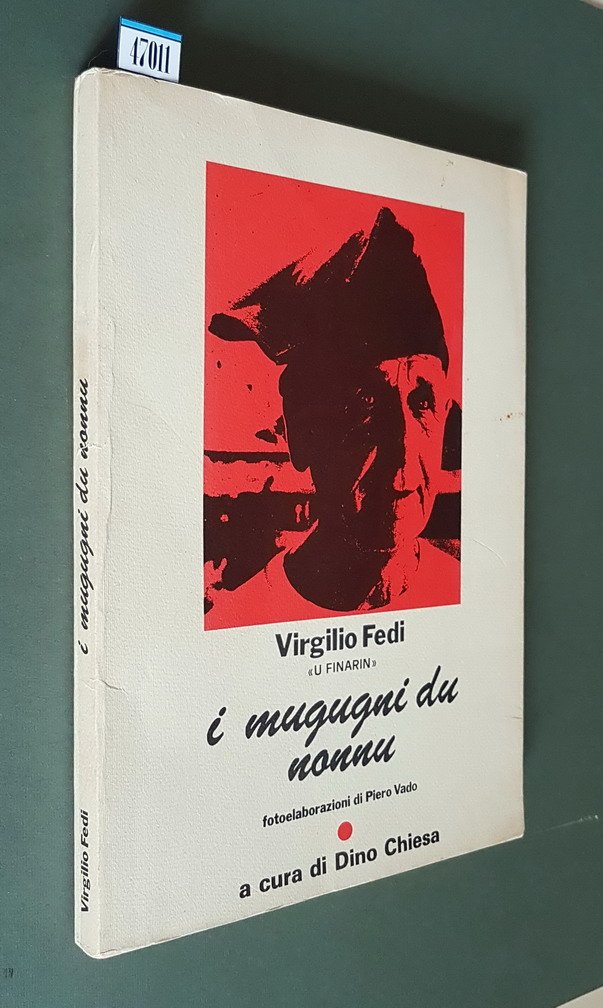 47011
Virgilio Fedi
«U FINARIN»
i mugugni du
nonnu
fotoelaborazioni di Piero Vado
a cura di Dino Chiesa
i mugugni du nonnu
Virgilio Fedi